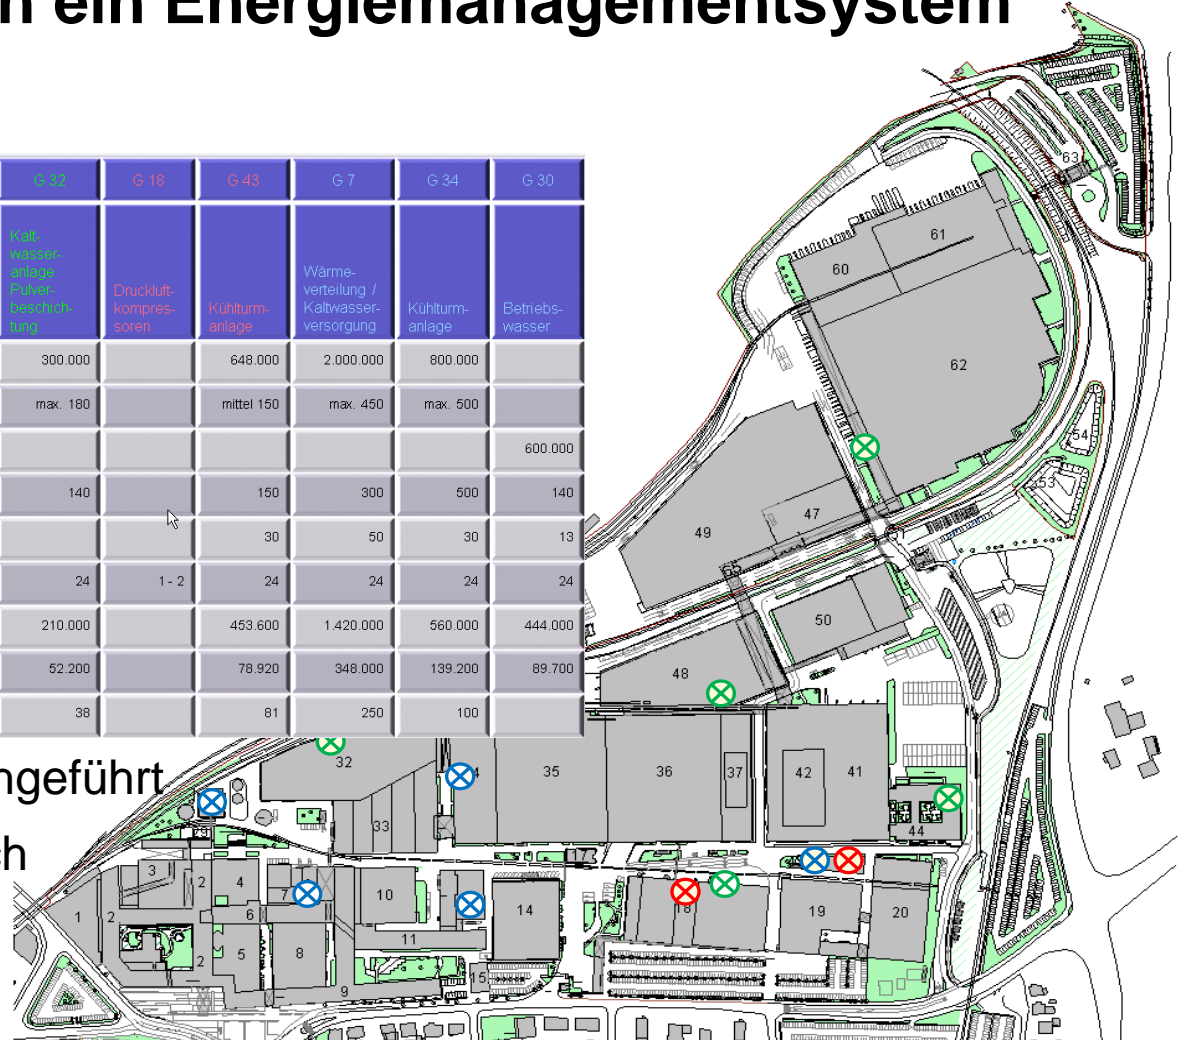 n ein Energiemanagementsystem
G 32 G 18 G 43 G 7 G 34 G 30
Kalt-
wasser-
anlage
Pulver-
beschich-
tung
Druckluft-
kompres-
soren
Kühlturm-
anlage
Wärme-
verteilung /
Kaltwasser-
versorgung
Kühlturm-
anlage
Betriebs-
wasser
300.000 648.000 2.000.000 800.000
max. 180 mittel 150 max. 450 max. 500
600.000
140 150 300 500 140
30 50 30 13
24 1 - 2 24 24 24 24
210.000 453.600 1.420.000 560.000 444.000
52.200 78.920 348.000 139.200 89.700
38 81 250 100
ngeführt
ch
63
61
60
62
54
53
47
49
50
48
32
4
35
36
37
42
41
33
44
17
3
2
4
7
10
1
2
6
14
18
19
20
11
2
5
8
15
9